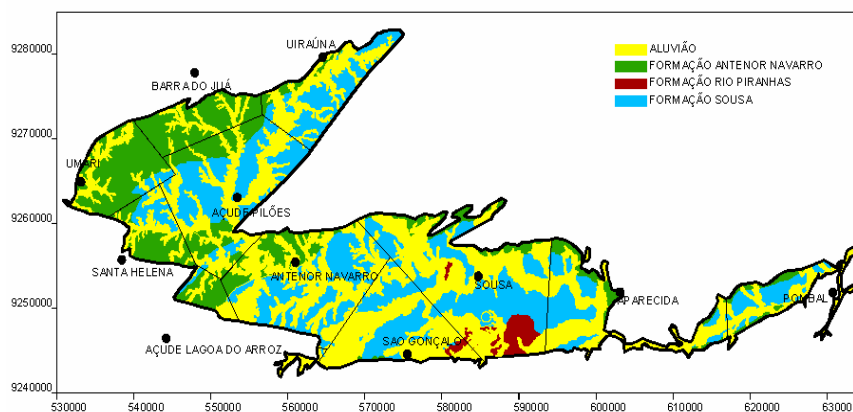 9280000
9270000
9260000
9250000
9240000
UIRAÚNA
BARRA DO JUÁ
UMARI
AÇUDE PILÕES
SANTA HELENA
ANTENOR NAVARRO
SOUSA
APARECIDA
POMBAL
AÇUDE LAGOA DO ARROZ
SAO GONÇALO
ALUVIÃO
FORMAÇÃO ANTENOR NAVARRO
FORMAÇÃO RIO PIRANHAS
FORMAÇÃO SOUSA
530000 540000 550000 560000 570000 580000 590000 600000 610000 620000 63000